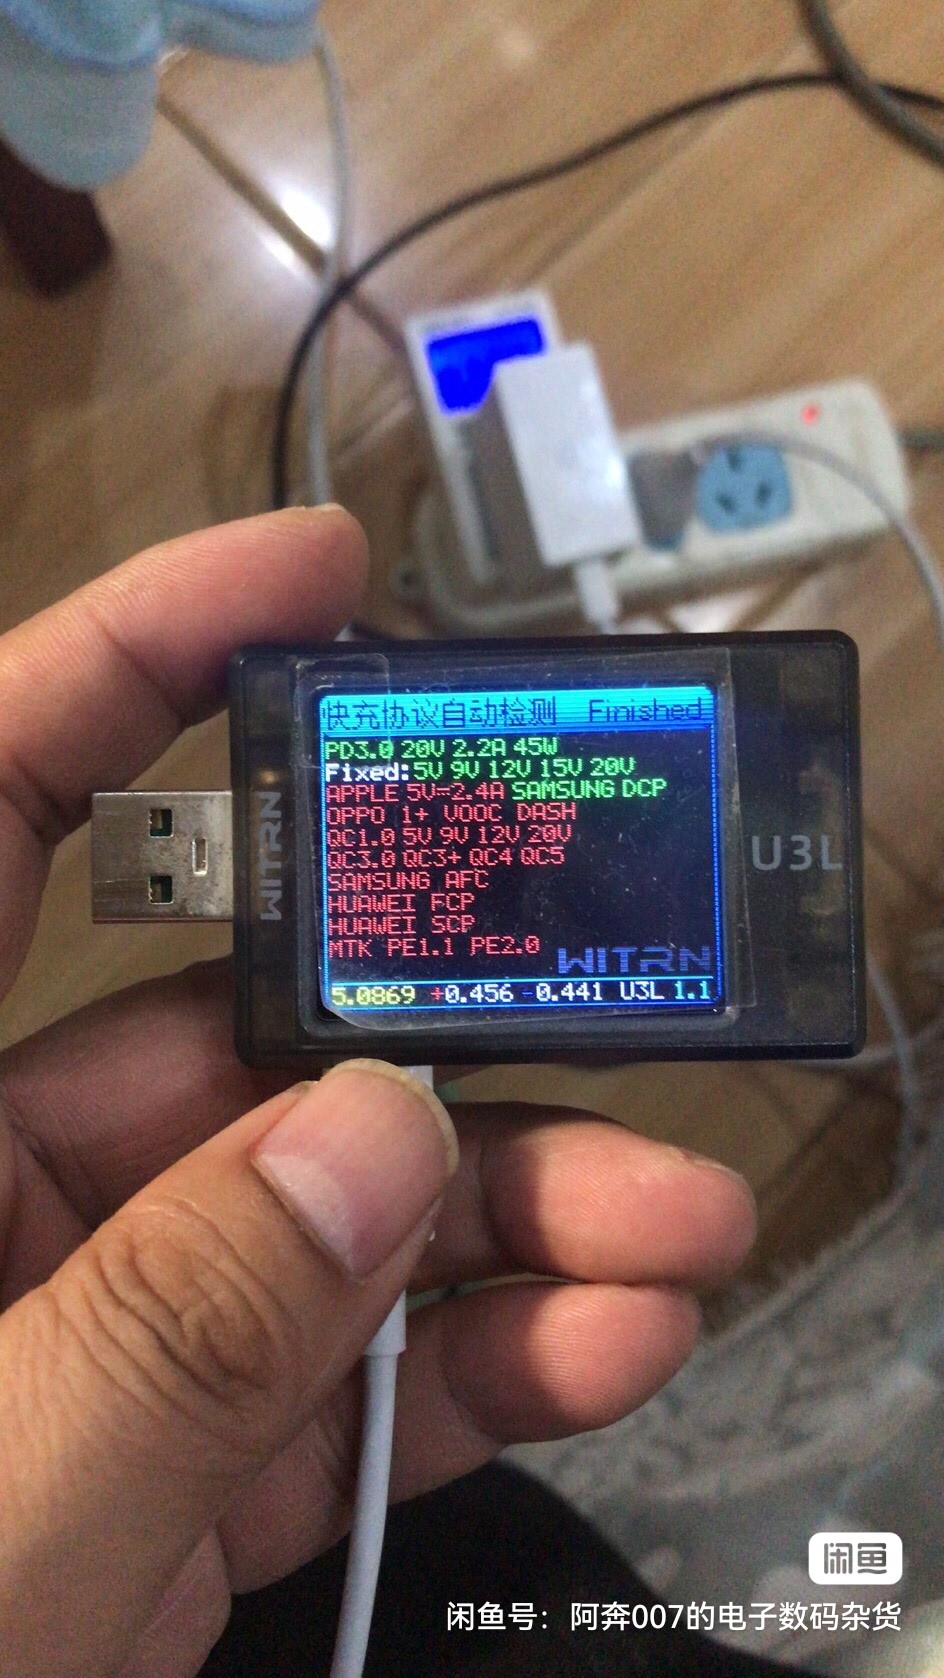 快充协议自动检测 Finished
PD3.0 20V 2.2A 45W
Fixed:5V 9V 12V 15V 20V
APPLE 5V=2.4A SAMSUNG DCP
OPPO 1+ VOOC DASH
QC1.0 5V 9V 12V 20V
QC3.0 QC3+ QC4 QC5
SAMSUNG AFC
HUAWEI FCP
HUAWEI SCP
MTK PE1.1 PE2.0
WITRN
5.0869 +0.456 -0.441 U3L 1.1
WITRN
U3L
闲鱼
闲鱼号：阿奔007的电子数码杂货